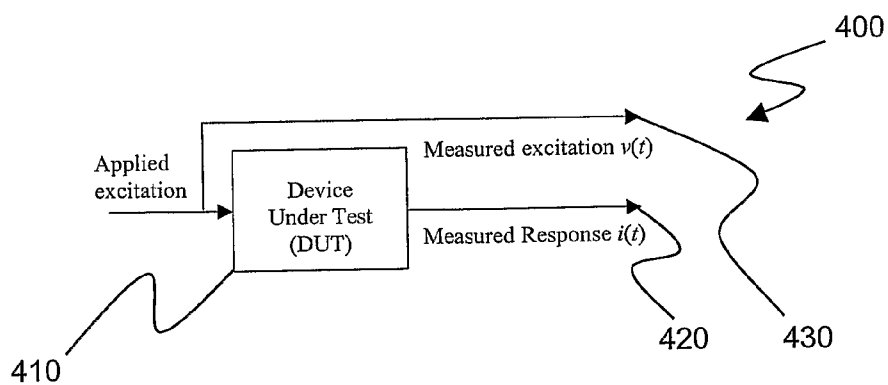 400
Applied
excitation
Measured excitation v(t)
Device
Under Test
(DUT)
Measured Response i(t)
410
420
430